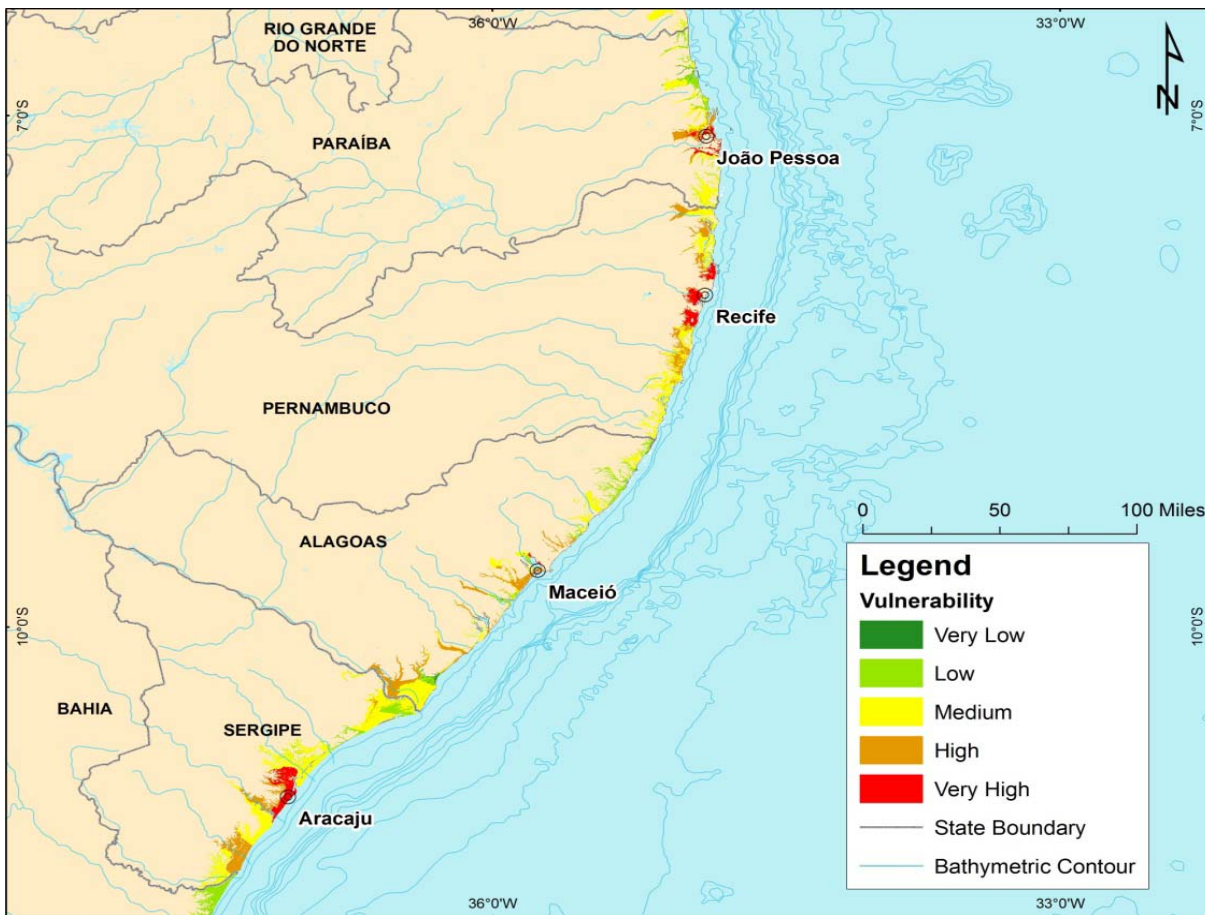 36°0'W
33°0'W
RIO GRANDE
DO NORTE
N
7°0'S
7°0'S
PARAÍBA
João Pessoa
Recife
PERNAMBUCO
0 50 100 Miles
ALAGOAS
Maceió
Legend
Vulnerability
Very Low
Low
Medium
High
Very High
State Boundary
Bathymetric Contour
10°0'S
10°0'S
BAHIA
SERGIPE
Aracaju
36°0'W
33°0'W